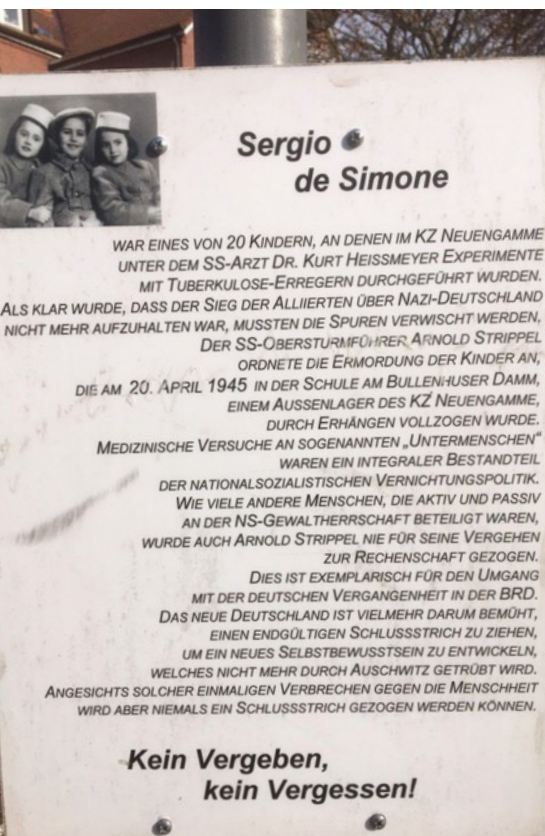 Sergio
de Simone
WAR EINES VON 20 KINDERN, AN DENEN IM KZ NEUENGAMME
UNTER DEM SS-ARZT DR. KURT HEISSMEYER EXPERIMENTE
MIT TUBERKULOSE-ERREGERN DURCHGEFÜHRT WURDEN.
ALS KLAR WURDE, DASS DER SIEG DER ALLIIERTEN ÜBER NAZI-DEUTSCHLAND
NICHT MEHR AUFZUHALTEN WAR, MUSSTEN DIE SPUREN VERWISCHT WERDEN.
DER SS-OBERSTURMFÜHRER ARNOLD STRIPPEL
ORDNETE DIE ERMORDUNG DER KINDER AN,
DIE AM 20. APRIL 1945 IN DER SCHULE AM BULLENHUSER DAMM,
EINEM AUSSENLAGER DES KZ NEUENGAMME,
DURCH ERHÄNGEN VOLLZOGEN WURDE.
MEDIZINISCHE VERSUCHE AN SOGENANNTEN „UNTERMENSCHEN"
WAREN EIN INTEGRALER BESTANDTEIL
DER NATIONALSOZIALISTISCHEN VERNICHTUNGSPOLITIK.
WIE VIELE ANDERE MENSCHEN, DIE AKTIV UND PASSIV
AN DER NS-GEWALTHERRSCHAFT BETEILIGT WAREN,
WURDE AUCH ARNOLD STRIPPEL NIE FÜR SEINE VERGEHEN
ZUR RECHENSCHAFT GEZOGEN.
DIES IST EXEMPLARISCH FÜR DEN UMGANG
MIT DER DEUTSCHEN VERGANGENHEIT IN DER BRD.
DAS NEUE DEUTSCHLAND IST VIELMEHR DARUM BEMÜHT,
EINEN ENDGÜLTIGEN SCHLUSSSTRICH ZU ZIEHEN,
UM EIN NEUES SELBSTBEWUSSTSEIN ZU ENTWICKELN,
WELCHES NICHT MEHR DURCH AUSCHWITZ GETRÜBT WIRD.
ANGESICHTS SOLCHER EINMALIGEN VERBRECHEN GEGEN DIE MENSCHHEIT
WIRD ABER NIEMALS EIN SCHLUSSSTRICH GEZOGEN WERDEN KÖNNEN.
Kein Vergeben,
kein Vergessen!